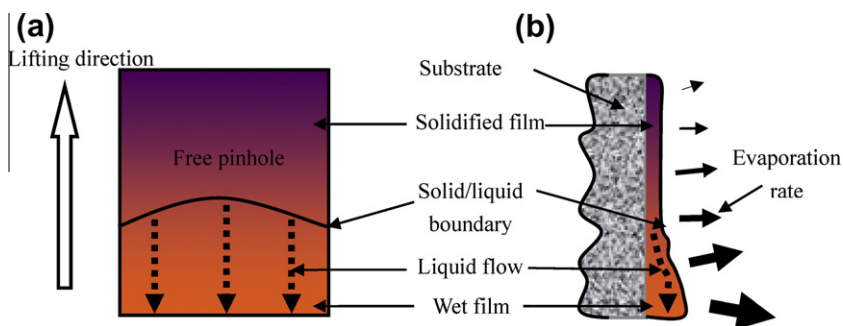 (a)
(b)
Lifting direction
Substrate
Solidified film
Free pinhole
Evaporation
rate
Solid/liquid
boundary
Liquid flow
Wet film